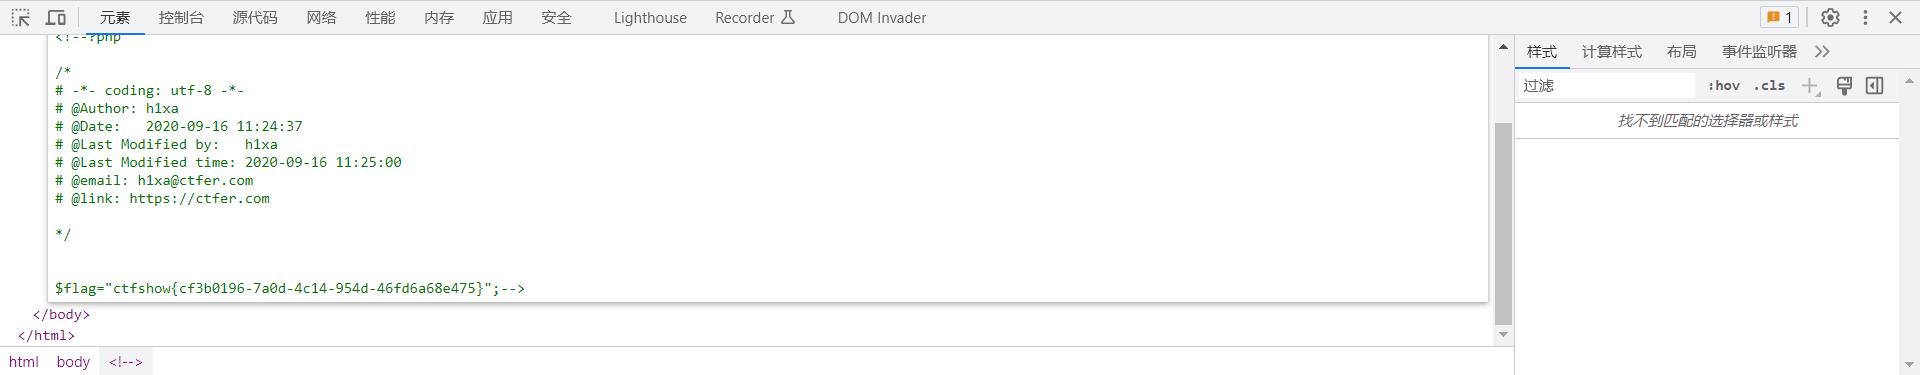 元素 控制台 源代码 网络 性能 内存 应用 安全 Lighthouse Recorder DOM Invader 1
<!--?php
/*
# -*- coding: utf-8 -*-
# @Author: h1xa
# @Date:   2020-09-16 11:24:37
# @Last Modified by:   h1xa
# @Last Modified time: 2020-09-16 11:25:00
# @email: h1xa@ctfer.com
# @link: https://ctfer.com
*/
$flag="ctfshow{cf3b0196-7a0d-4c14-954d-46fd6a68e475}";-->
</body>
</html>
html body <!-->
样式 计算样式 布局 事件监听器
过滤 :hov .cls
找不到匹配的选择器或样式